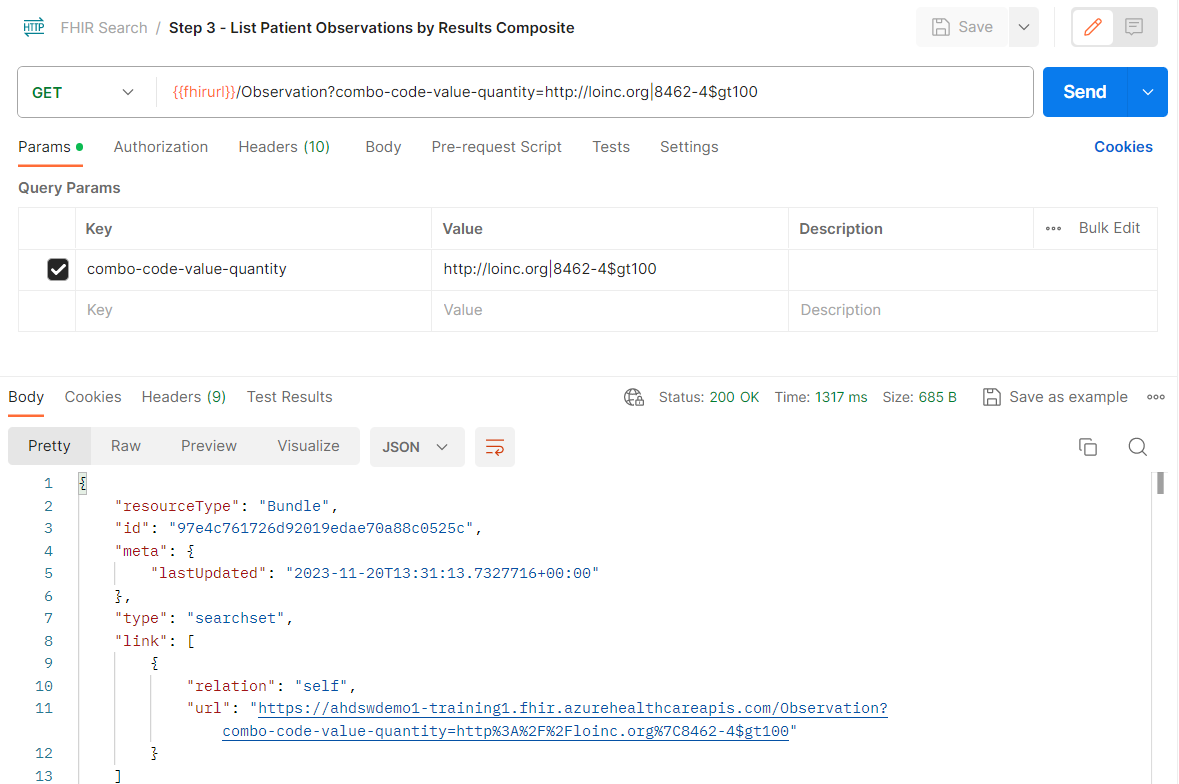 HTTP FHIR Search / Step 3 - List Patient Observations by Results Composite Save
GET {{fhirurl}}/Observation?combo-code-value-quantity=http://loinc.org|8462-4$gt100 Send
Params Authorization Headers (10) Body Pre-request Script Tests Settings Cookies
Query Params
Key Value Description Bulk Edit
combo-code-value-quantity http://loinc.org|8462-4$gt100
Key Value Description
Body Cookies Headers (9) Test Results Status: 200 OK Time: 1317 ms Size: 685 B Save as example
Pretty Raw Preview Visualize JSON
1 {
2 "resourceType": "Bundle",
3 "id": "97e4c761726d92019edae70a88c0525c",
4 "meta": {
5 "lastUpdated": "2023-11-20T13:31:13.7327716+00:00"
6 },
7 "type": "searchset",
8 "link": [
9 {
10 "relation": "self",
11 "url": "https://ahdswdemo1-training1.fhir.azurehealthcareapis.com/Observation?
combo-code-value-quantity=http%3A%2F%2Floinc.org%7C8462-4$gt100"
12 }
13 ]